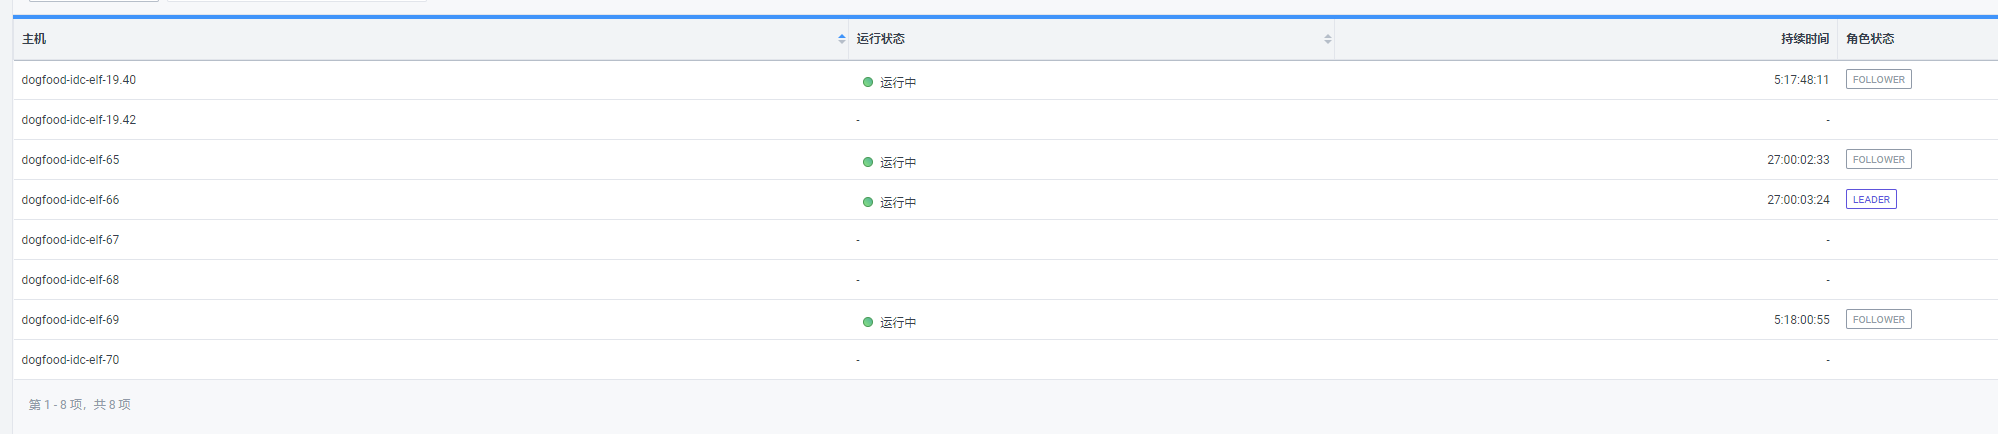 主机 运行状态 持续时间 角色状态
dogfood-idc-elf-19.40 运行中 5:17:48:11 FOLLOWER
dogfood-idc-elf-19.42 - -
dogfood-idc-elf-65 运行中 27:00:02:33 FOLLOWER
dogfood-idc-elf-66 运行中 27:00:03:24 LEADER
dogfood-idc-elf-67 - -
dogfood-idc-elf-68 - -
dogfood-idc-elf-69 运行中 5:18:00:55 FOLLOWER
dogfood-idc-elf-70 - -
第 1 - 8 项，共 8 项